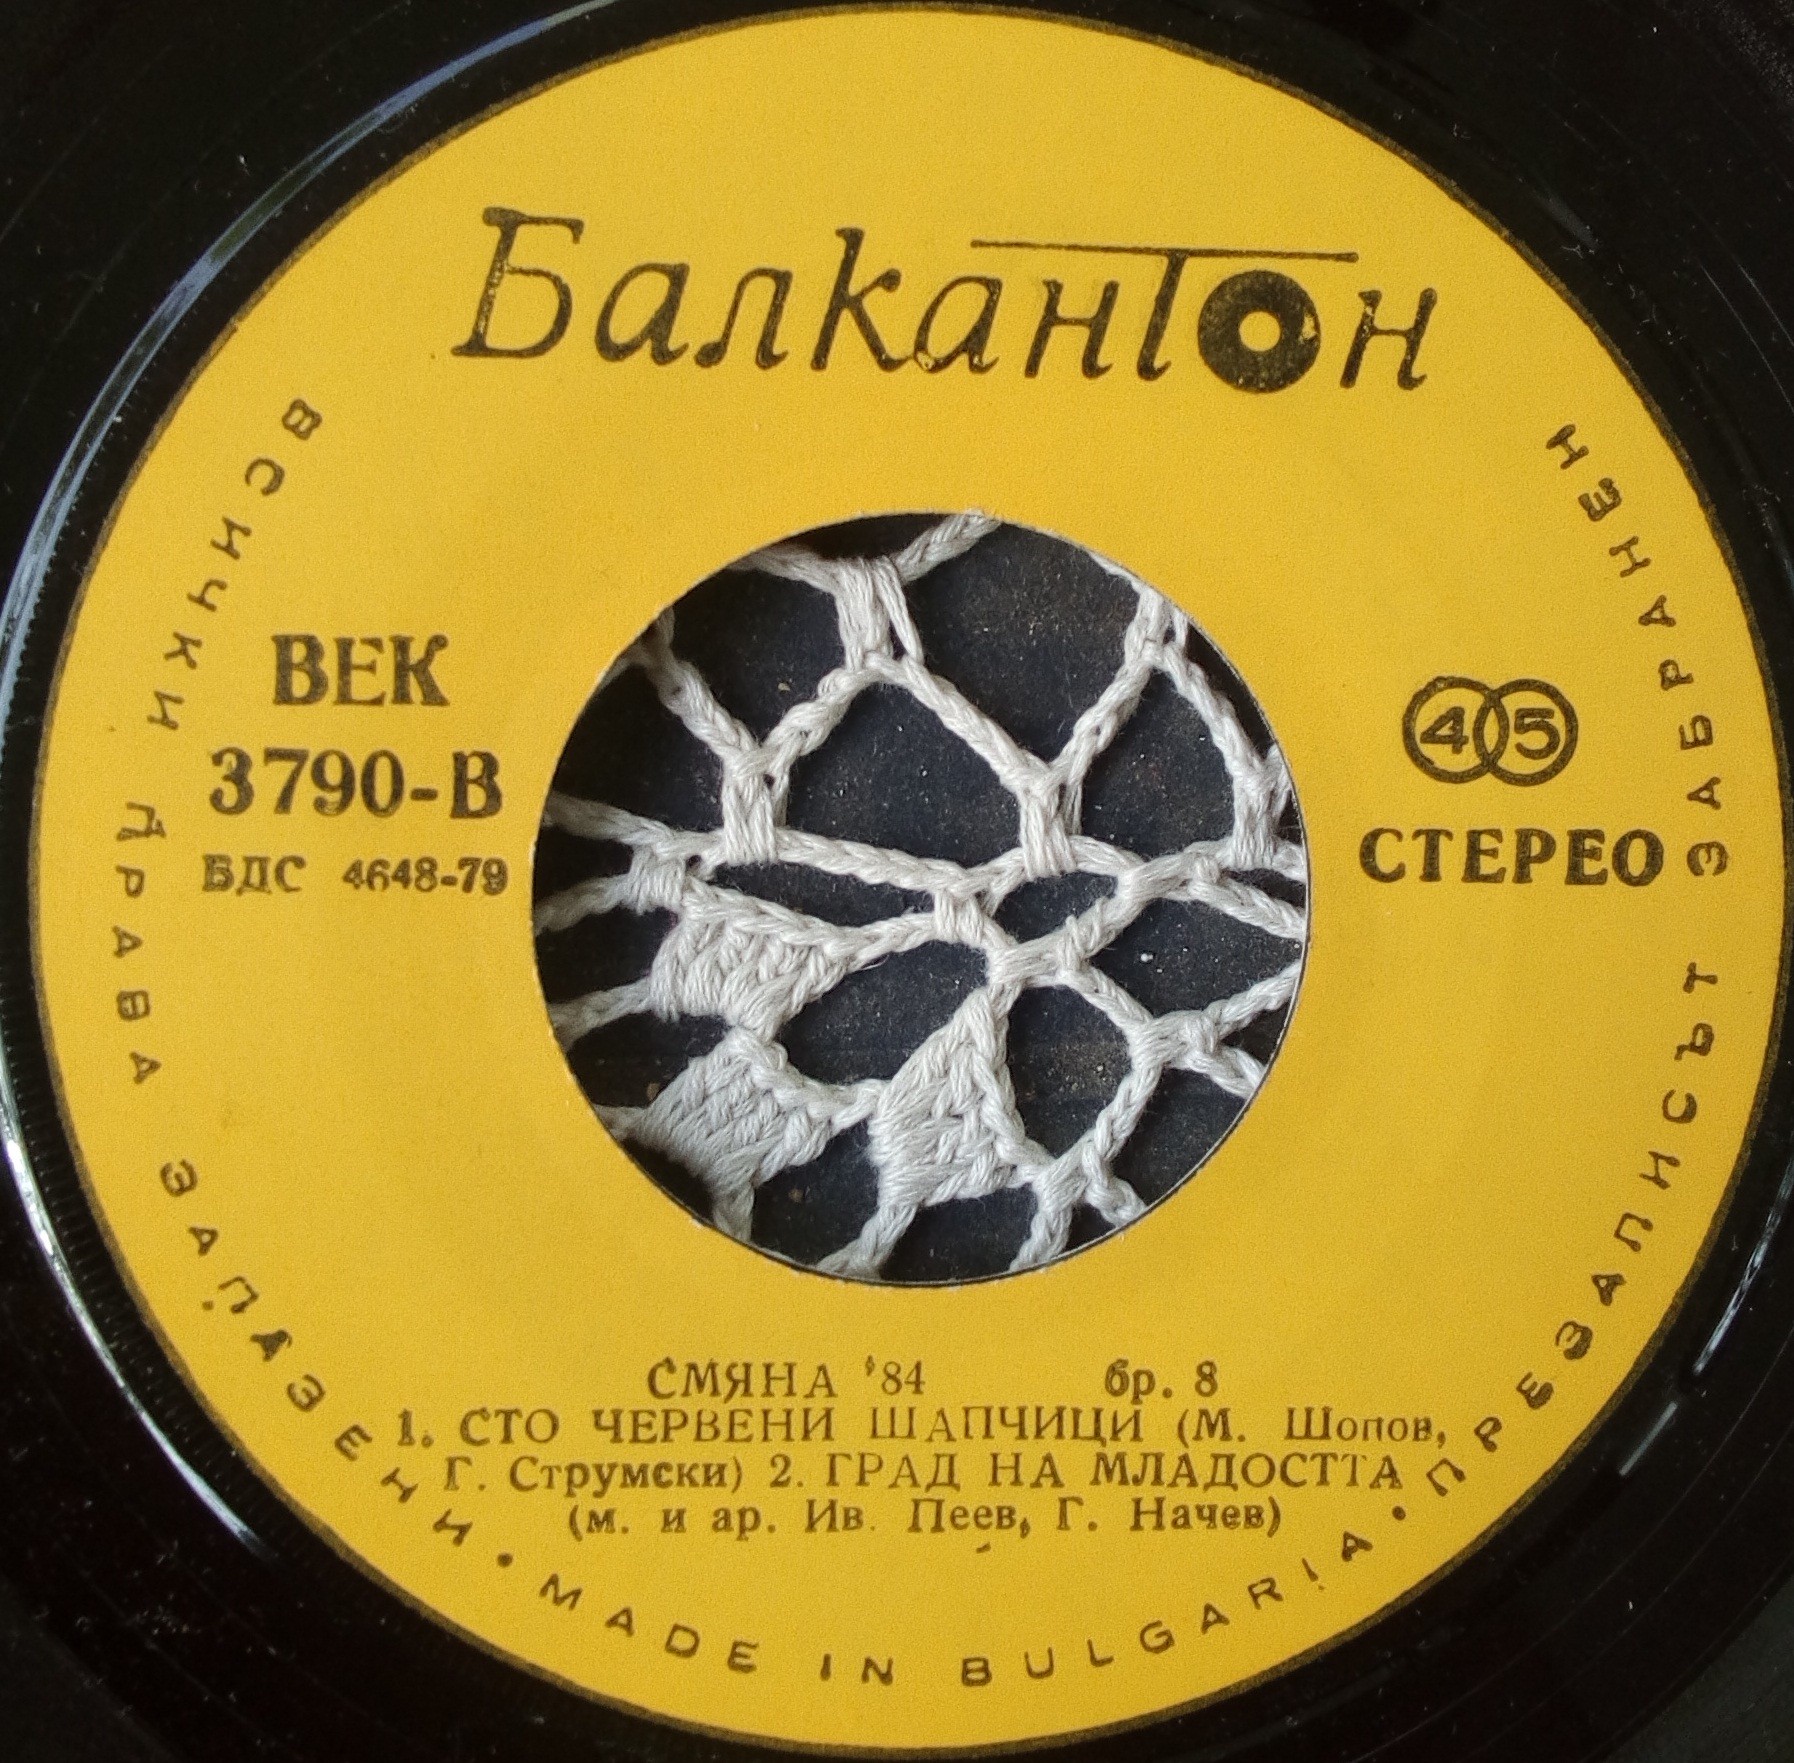 Балкантон
ВЕК
3790-В
БДС 4648-79
45
СТЕРЕО
СМЯНА '84 бр. 8
1. СТО ЧЕРВЕНИ ШАПЧИЦИ (М. Шопов,
Г. Струмски) 2. ГРАД НА МЛАДОСТТА
(м. и ар. Ив. Пеев, Г. Начев)
ВСИЧКИ ПРАВА ЗАПАЗЕНИ • MADE IN BULGARIA • ПРЕЗАПИСЪТ ЗАБРАНЕН